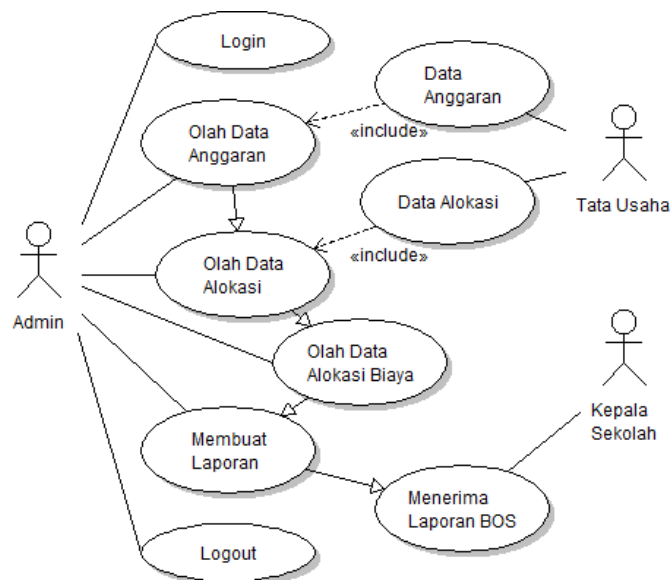 Login
Data
Anggaran
«include»
Olah Data
Anggaran
Data Alokasi
Tata Usaha
«include»
Olah Data
Alokasi
Admin
Olah Data
Alokasi Biaya
Kepala
Sekolah
Membuat
Laporan
Menerima
Laporan BOS
Logout